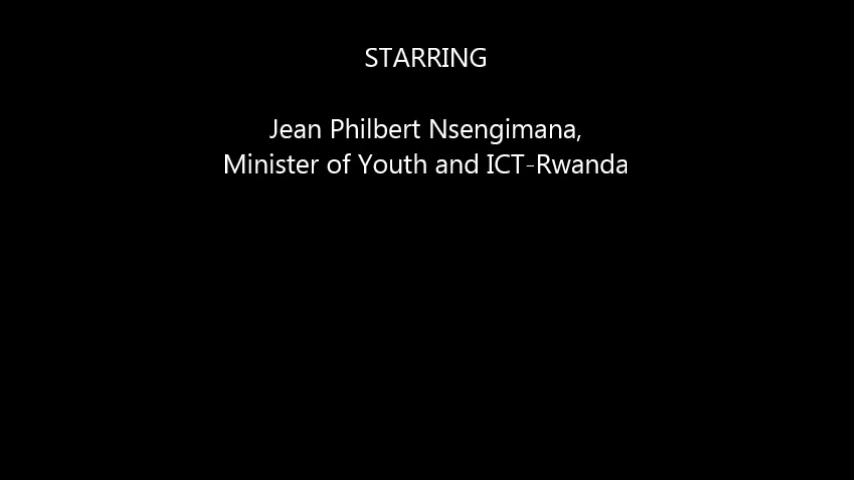 STARRING
Jean Philbert Nsengimana,
Minister of Youth and ICT-Rwanda